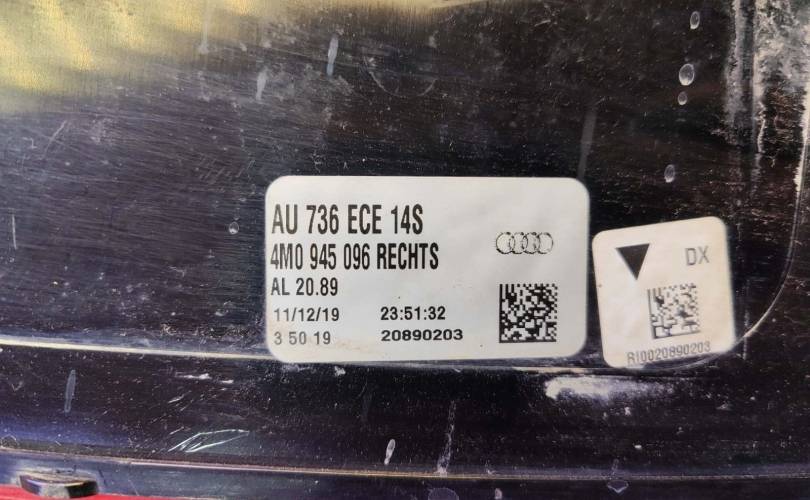 AU 736 ECE 14S
4M0 945 096 RECHTS
AL 20.89
11/12/19 23:51:32
3 50 19 20890203
DX
RI0020890203